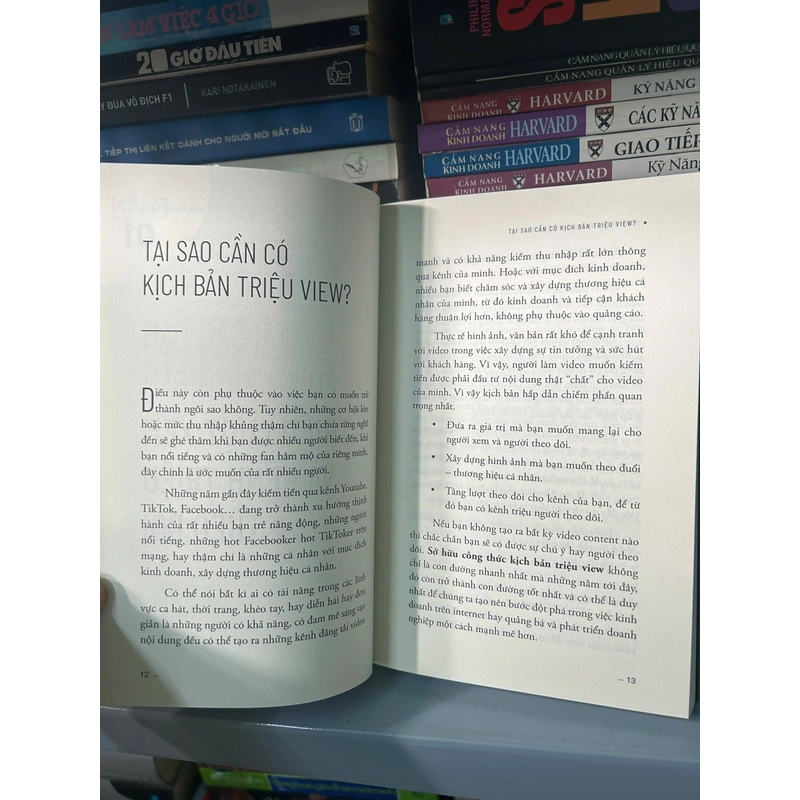 LÀM VIỆC 4 GIỜ
20 GIỜ ĐẦU TIÊN
Y ĐUA VÔ ĐỊCH F1 KARI HOTAKAINEN
TIẾP THỊ LIÊN KẾT DÀNH CHO NGƯỜI MỚI BẮT ĐẦU
PHILIP
NORMA
CẨM NANG QUẢN LÝ HIỆU QU
CẨM NANG QUẢN LÝ HIỆU QU
CẨM NANG KINH DOANH HARVARD KỸ NĂNG
CẨM NANG KINH DOANH HARVARD CÁC KỸ NĂ
CẨM NANG KINH DOANH HARVARD GIAO TIẾP
CẨM NANG KINH DOANH HARVARD Kỹ Năng
TẠI SAO CẦN CÓ
KỊCH BẢN TRIỆU VIEW?
Điều này còn phụ thuộc vào việc bạn có muốn trở
thành ngôi sao không. Tuy nhiên, những cơ hội lớn
hoặc mức thu nhập khủng thậm chí bạn chưa từng nghĩ
đến sẽ ghé thăm khi bạn được nhiều người biết đến, khi
bạn nổi tiếng và có những fan hâm mộ của riêng mình,
đây chính là ước muốn của rất nhiều người.
Những năm gần đây kiếm tiền qua kênh Youtube,
TikTok, Facebook… đang trở thành xu hướng thịnh
hành của rất nhiều bạn trẻ năng động, những người
nổi tiếng, những hot Facebooker hot TikToker trên
mạng, hay thậm chí là những cá nhân với mục đích
kinh doanh, xây dựng thương hiệu cá nhân.
Có thể nói bất kì ai có tài năng trong các lĩnh
vực ca hát, thời trang, khéo tay, hay diễn hài hay đơn
giản là những người có khả năng, có đam mê sáng tạo
nội dung đều có thể tạo ra những kênh đăng tải video
12 –
TẠI SAO CẦN CÓ KỊCH BẢN TRIỆU VIEW? •
mạnh và có khả năng kiếm thu nhập rất lớn thông
qua kênh của mình. Hoặc với mục đích kinh doanh,
nhiều bạn biết chăm sóc và xây dựng thương hiệu cá
nhân của mình, từ đó kinh doanh và tiếp cận khách
hàng thuận lợi hơn, không phụ thuộc vào quảng cáo.
Thực tế hình ảnh, văn bản rất khó để cạnh tranh
với video trong việc xây dựng sự tin tưởng và sức hút
với khách hàng. Vì vậy, người làm video muốn kiếm
tiền được phải đầu tư nội dung thật “chất” cho video
của mình. Vì vậy kịch bản hấp dẫn chiếm phần quan
trọng nhất.
• Đưa ra giá trị mà bạn muốn mang lại cho
người xem và người theo dõi.
• Xây dựng hình ảnh mà bạn muốn theo đuổi
– thương hiệu cá nhân.
• Tăng lượt theo dõi cho kênh của bạn, để từ
đó bạn có kênh triệu người theo dõi.
Nếu bạn không tạo ra bất kỳ video content nào
thì chắc chắn bạn sẽ có được sự chú ý hay người theo
dõi. Sở hữu công thức kịch bản triệu view không
chỉ là con đường nhanh nhất mà những năm tới đây,
đó còn trở thành con đường tốt nhất và có thể là duy
nhất để chúng ta tạo nên bước đột phá trong việc kinh
doanh trên internet hay quảng bá và phát triển doanh
nghiệp một cách mạnh mẽ hơn.
– 13